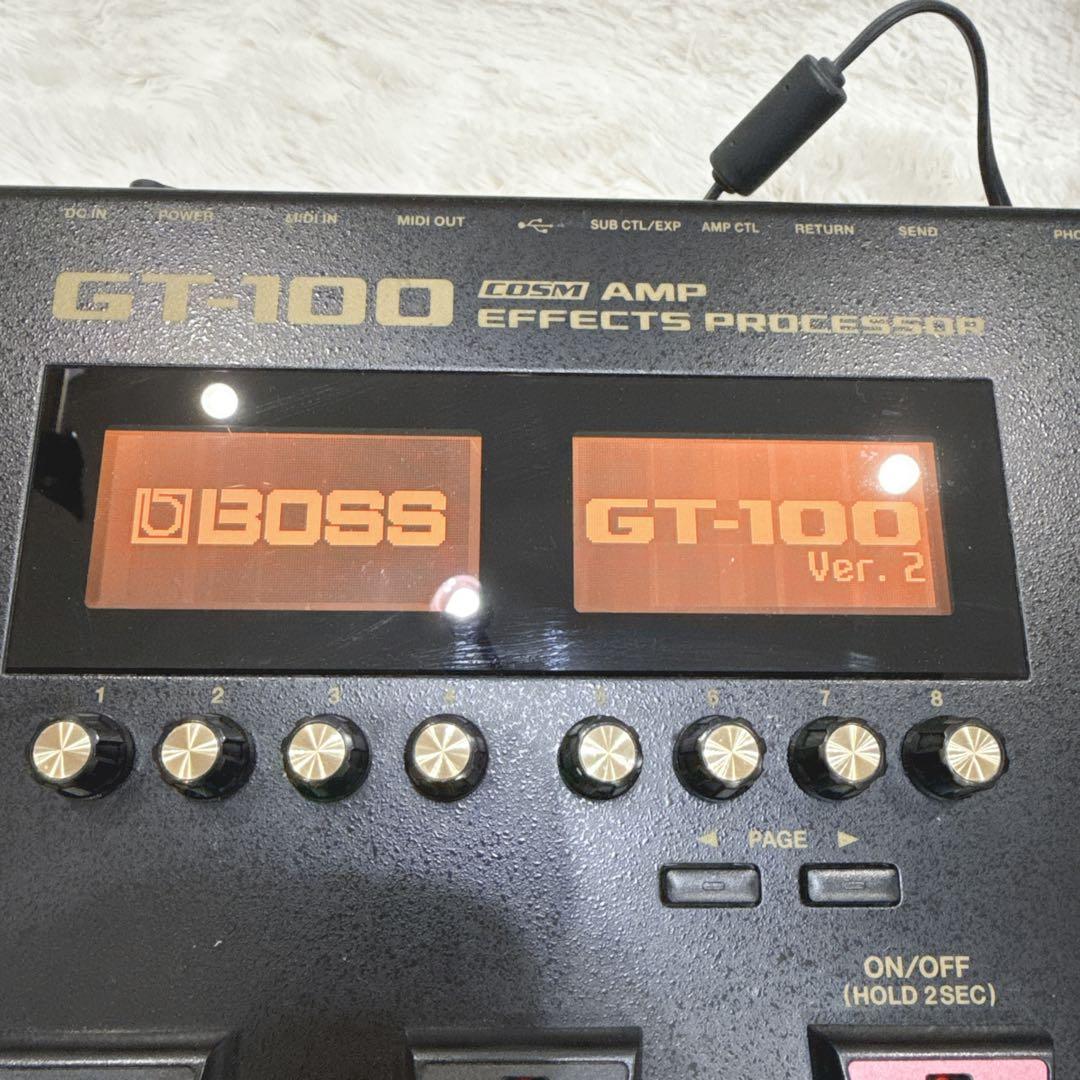 DC IN POWER MIDI IN MIDI OUT SUB CTL/EXP AMP CTL RETURN SEND
GT-100 COSM AMP
EFFECTS PROCESSOR
BOSS GT-100
Ver. 2
1 2 3 4 5 6 7 8
PAGE
ON/OFF
(HOLD 2SEC)